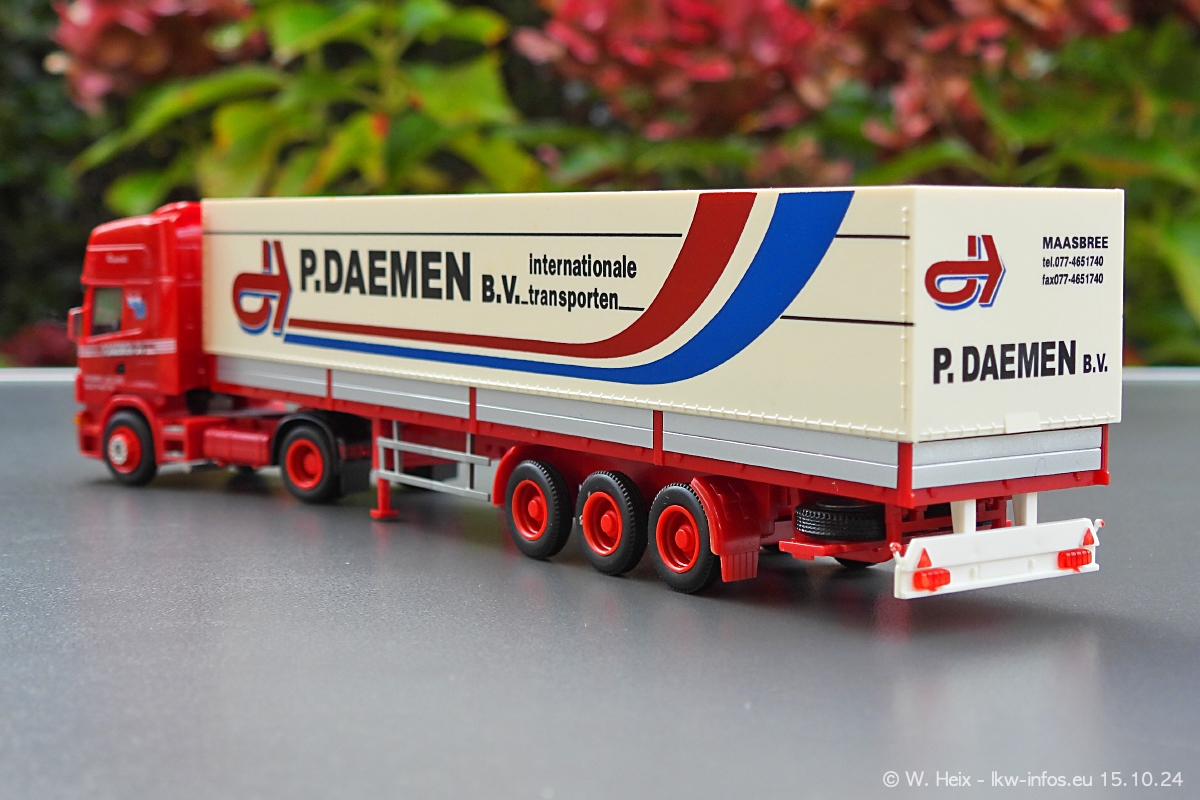 P.DAEMEN B.V.
internationale
transporten
MAASBREE
tel.077-4651740
fax077-4651740
P. DAEMEN B.V.
© W. Heix - lkw-infos.eu 15.10.24